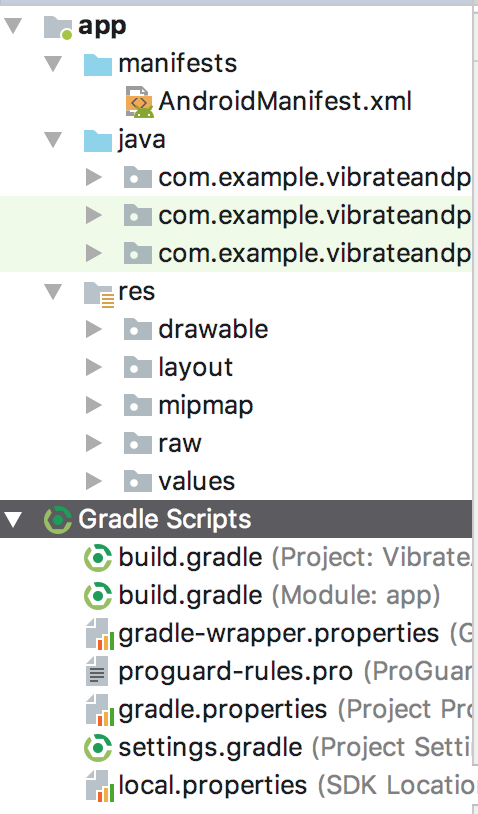 app
manifests
AndroidManifest.xml
java
com.example.vibrateandp
com.example.vibrateandp
com.example.vibrateandp
res
drawable
layout
mipmap
raw
values
Gradle Scripts
build.gradle (Project: Vibrate
build.gradle (Module: app)
gradle-wrapper.properties (G
proguard-rules.pro (ProGuar
gradle.properties (Project Pro
settings.gradle (Project Setti
local.properties (SDK Location